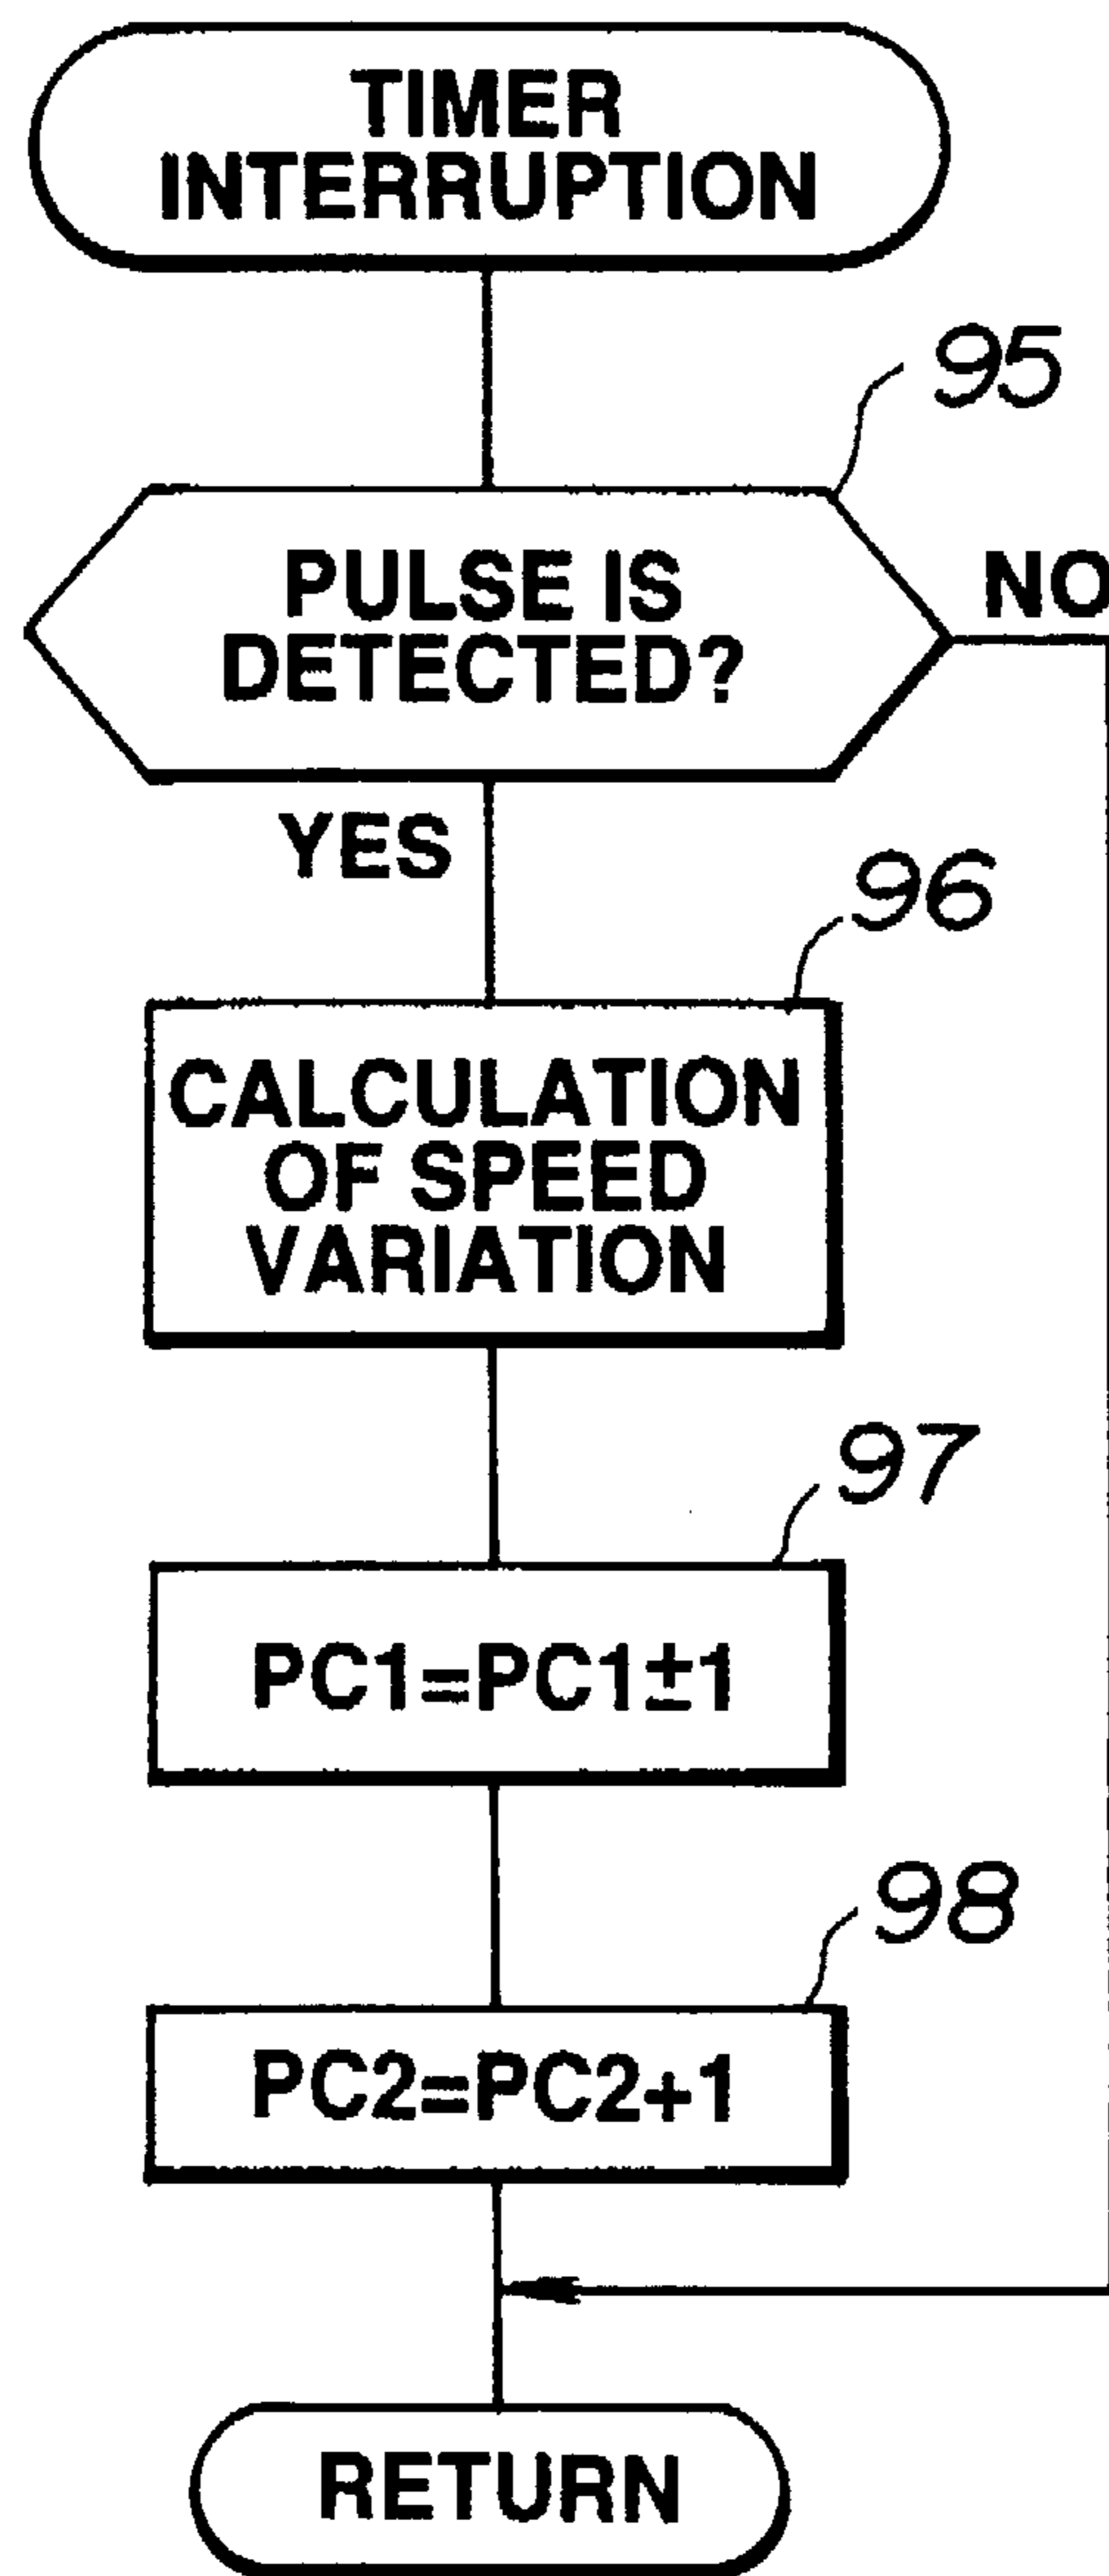 TIMER
INTERRUPTION
95
PULSE IS
DETECTED?
NO
YES
96
CALCULATION
OF SPEED
VARIATION
97
PC1=PC1±1
98
PC2=PC2+1
RETURN